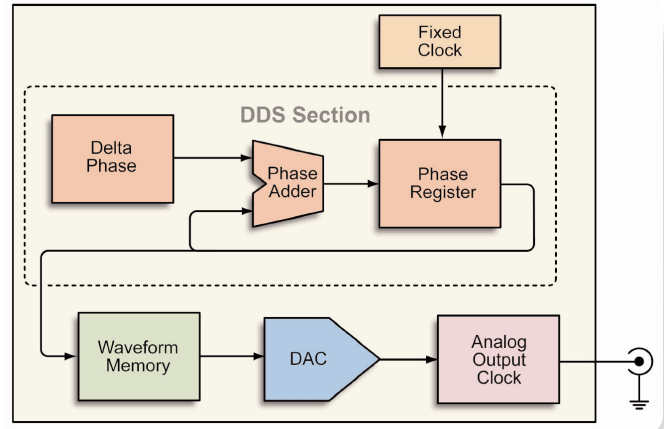 Fixed
Clock
DDS Section
Delta
Phase
Phase
Adder
Phase
Register
Waveform
Memory
DAC
Analog
Output
Clock